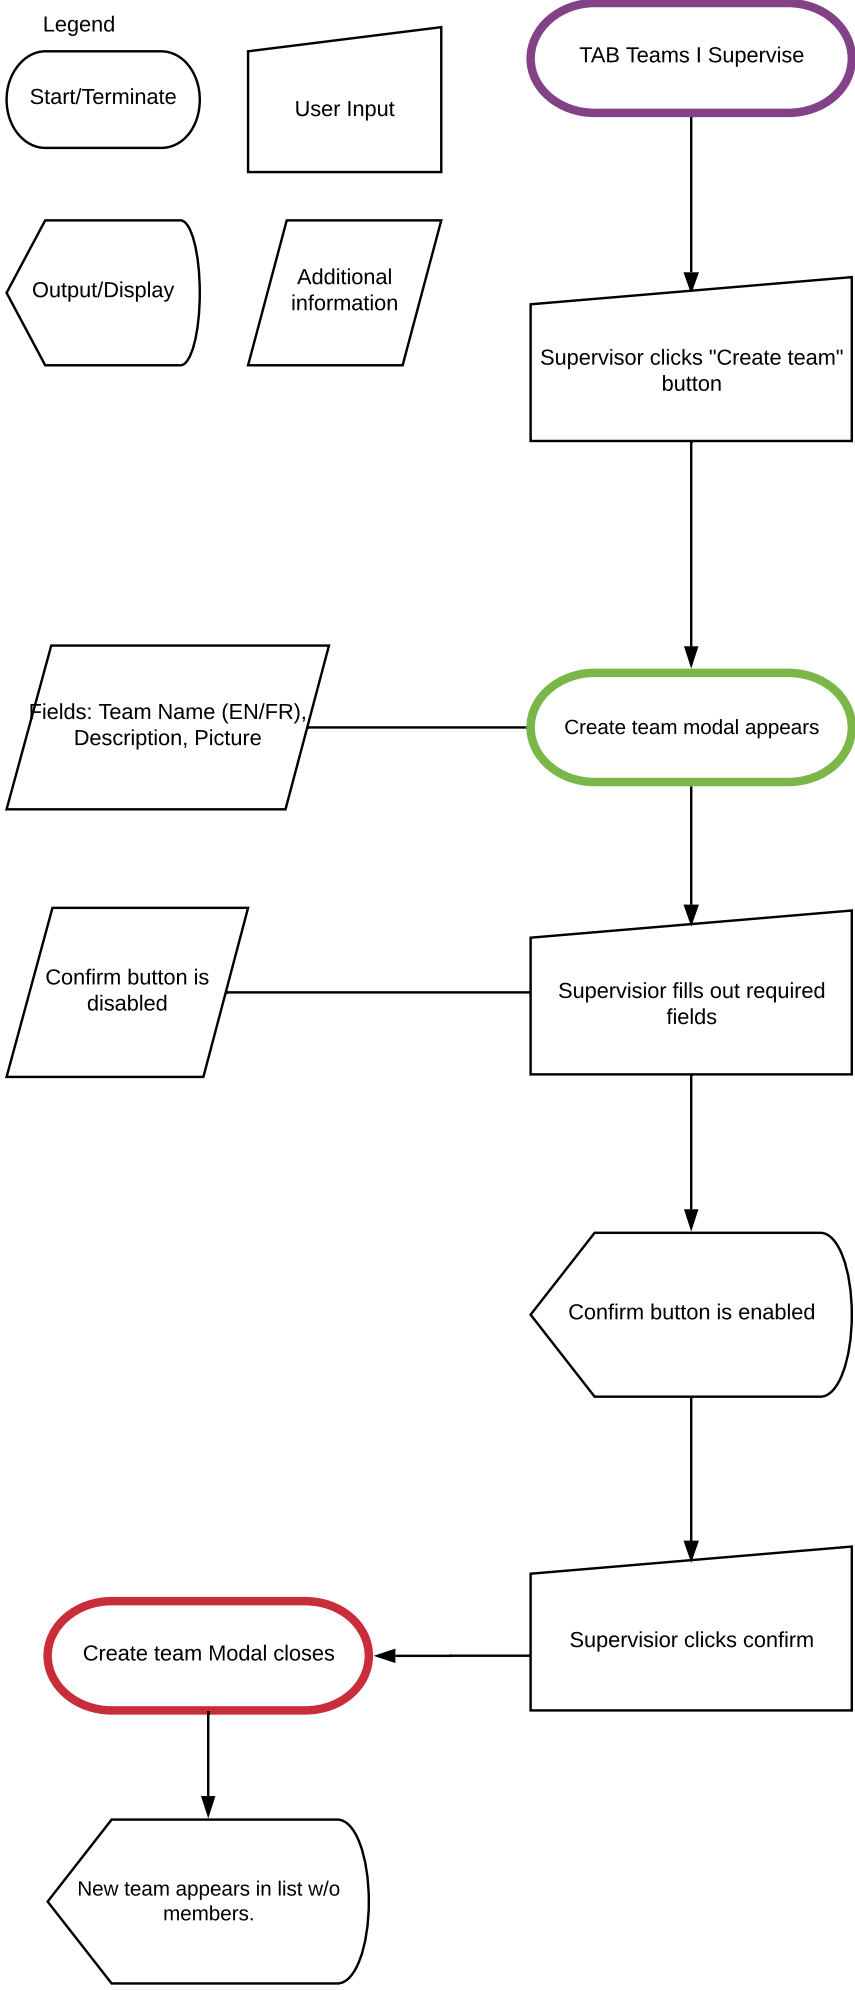 Legend
Start/Terminate
User Input
Output/Display
Additional
information
TAB Teams I Supervise
Supervisor clicks "Create team"
button
Create team modal appears
Fields: Team Name (EN/FR),
Description, Picture
Supervisior fills out required
fields
Confirm button is
disabled
Confirm button is enabled
Supervisior clicks confirm
Create team Modal closes
New team appears in list w/o
members.